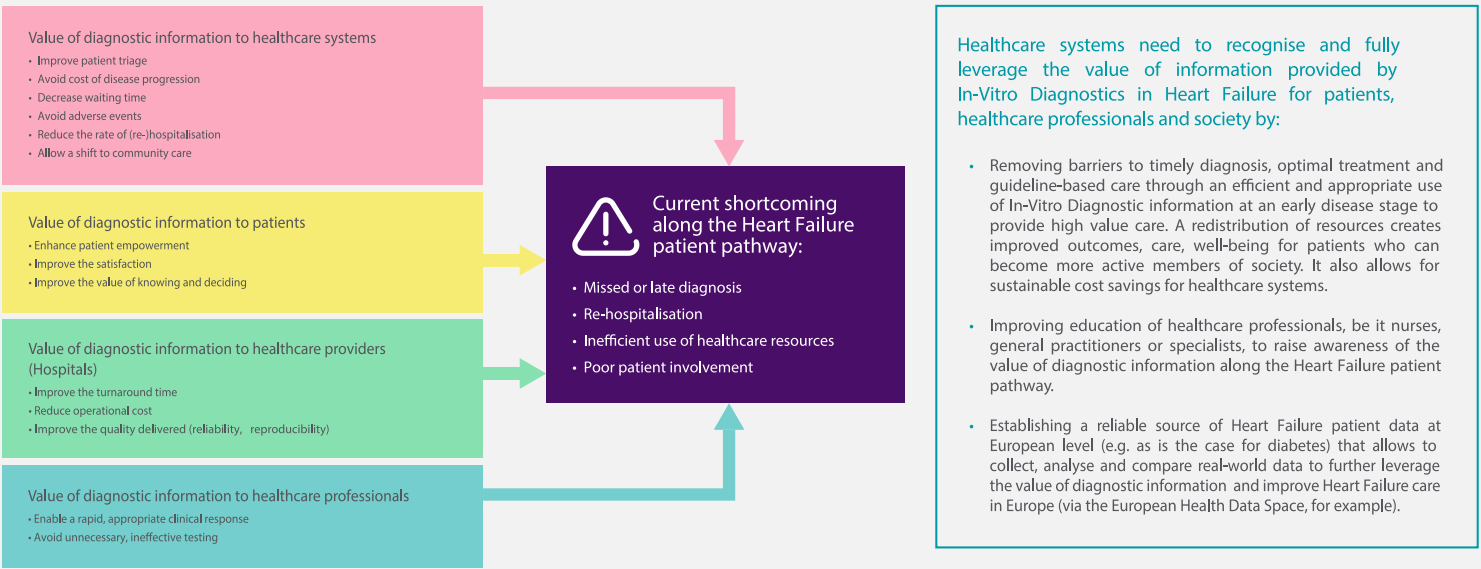 Value of diagnostic information to healthcare systems
• Improve patient triage
• Avoid cost of disease progression
• Decrease waiting time
• Avoid adverse events
• Reduce the rate of (re-)hospitalisation
• Allow a shift to community care
Value of diagnostic information to patients
• Enhance patient empowerment
• Improve the satisfaction
• Improve the value of knowing and deciding
Value of diagnostic information to healthcare providers
(Hospitals)
• Improve the turnaround time
• Reduce operational cost
• Improve the quality delivered (reliability, reproducibility)
Value of diagnostic information to healthcare professionals
• Enable a rapid, appropriate clinical response
• Avoid unnecessary, ineffective testing
Current shortcoming
along the Heart Failure
patient pathway:
• Missed or late diagnosis
• Re-hospitalisation
• Inefficient use of healthcare resources
• Poor patient involvement
Healthcare systems need to recognise and fully
leverage the value of information provided by
In-Vitro Diagnostics in Heart Failure for patients,
healthcare professionals and society by:
• Removing barriers to timely diagnosis, optimal treatment and
guideline-based care through an efficient and appropriate use
of In-Vitro Diagnostic information at an early disease stage to
provide high value care. A redistribution of resources creates
improved outcomes, care, well-being for patients who can
become more active members of society. It also allows for
sustainable cost savings for healthcare systems.
• Improving education of healthcare professionals, be it nurses,
general practitioners or specialists, to raise awareness of the
value of diagnostic information along the Heart Failure patient
pathway.
• Establishing a reliable source of Heart Failure patient data at
European level (e.g. as is the case for diabetes) that allows to
collect, analyse and compare real-world data to further leverage
the value of diagnostic information and improve Heart Failure care
in Europe (via the European Health Data Space, for example).